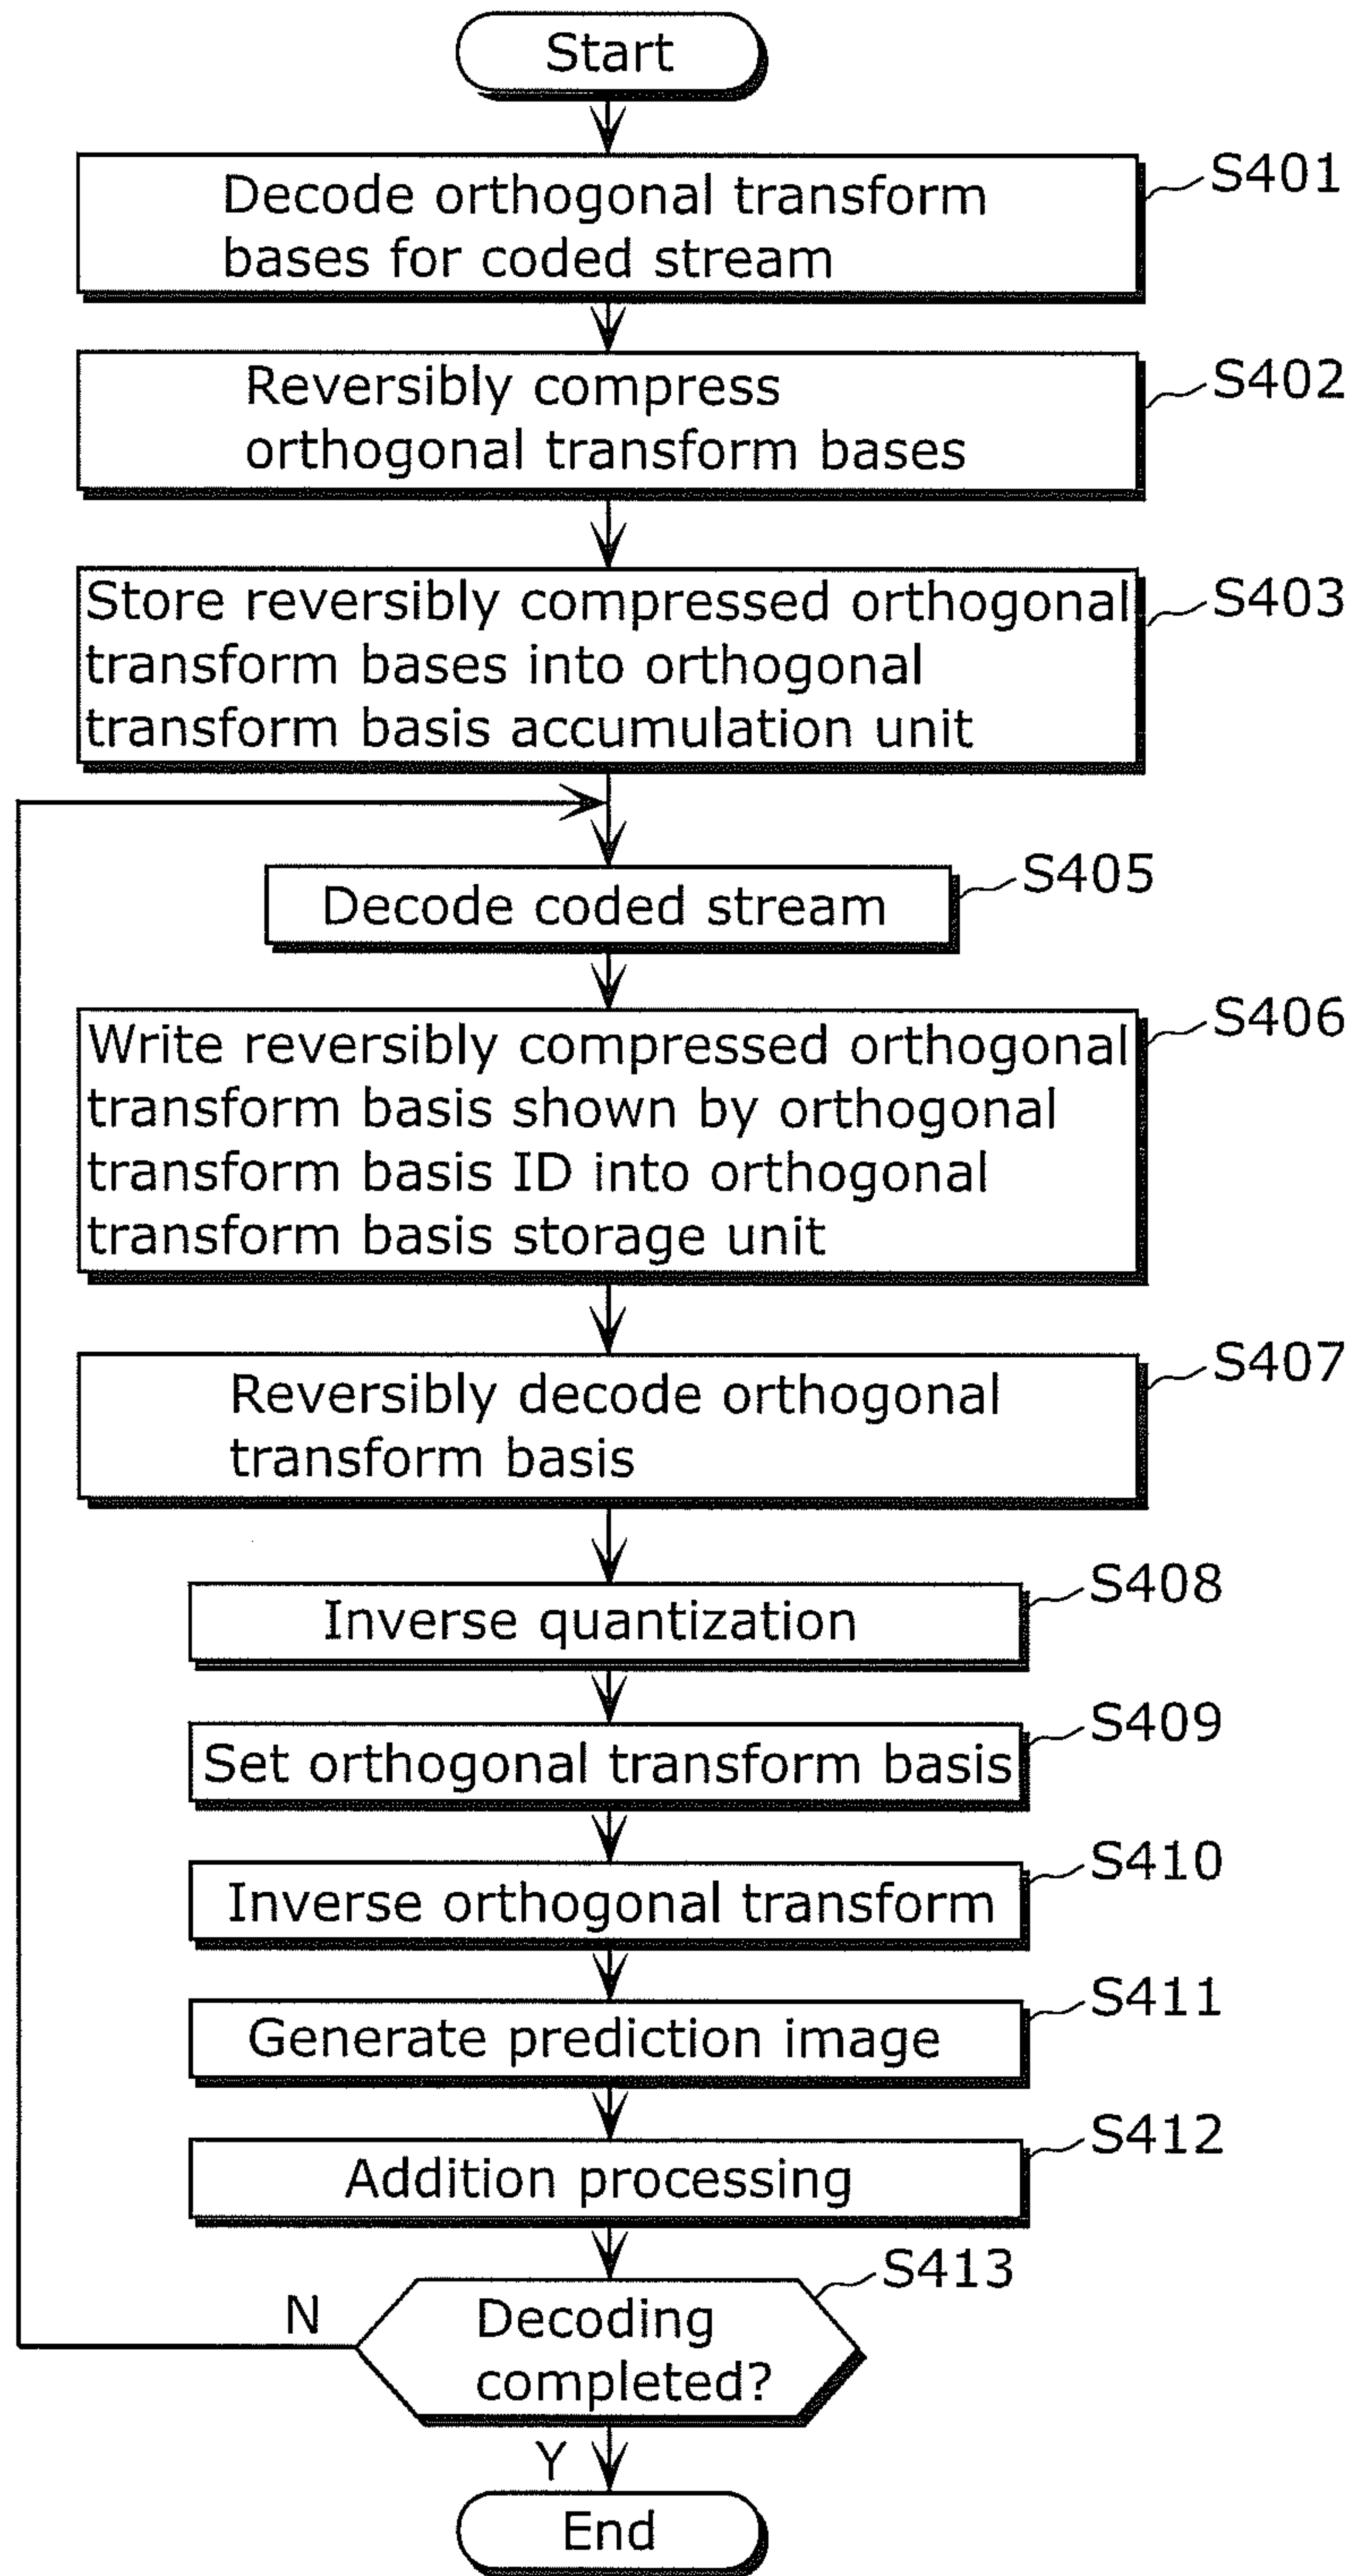 Start
Decode orthogonal transform
bases for coded stream
S401
Reversibly compress
orthogonal transform bases
S402
Store reversibly compressed orthogonal
transform bases into orthogonal
transform basis accumulation unit
S403
Decode coded stream
S405
Write reversibly compressed orthogonal
transform basis shown by orthogonal
transform basis ID into orthogonal
transform basis storage unit
S406
Reversibly decode orthogonal
transform basis
S407
Inverse quantization
S408
Set orthogonal transform basis
S409
Inverse orthogonal transform
S410
Generate prediction image
S411
Addition processing
S412
Decoding
completed?
S413
N
Y
End